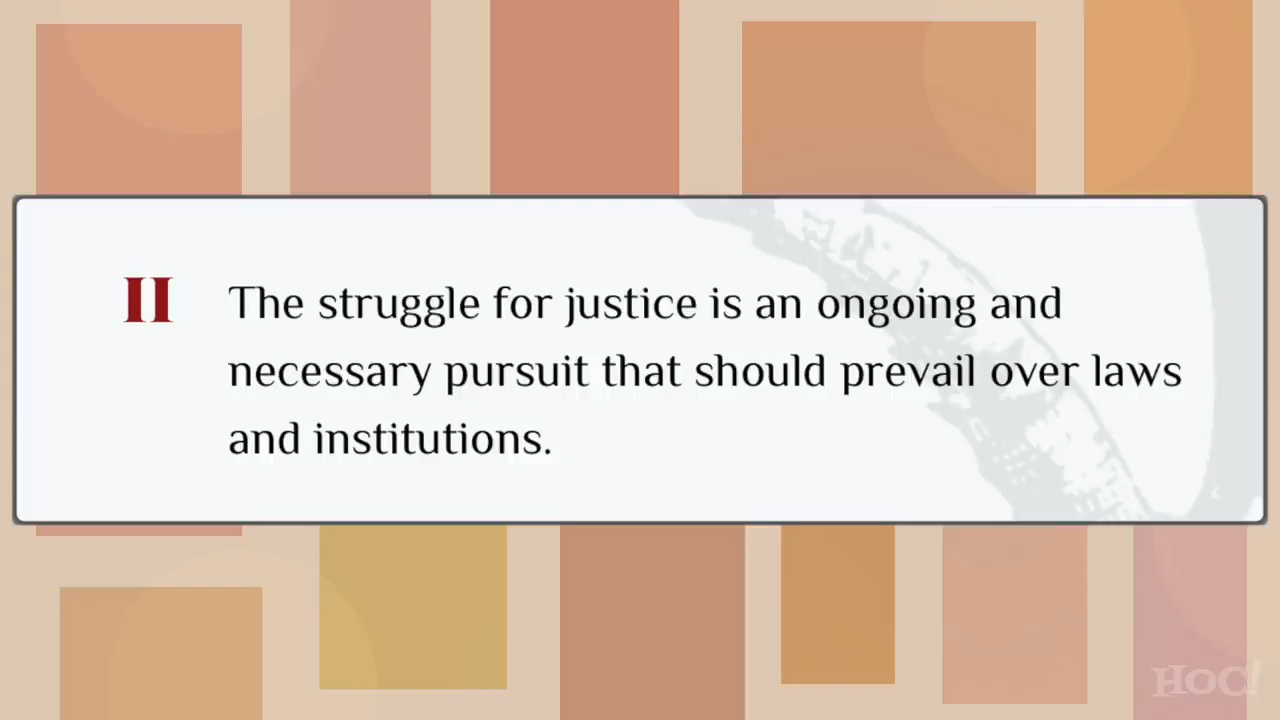 II The struggle for justice is an ongoing and
necessary pursuit that should prevail over laws
and institutions.
HOC!